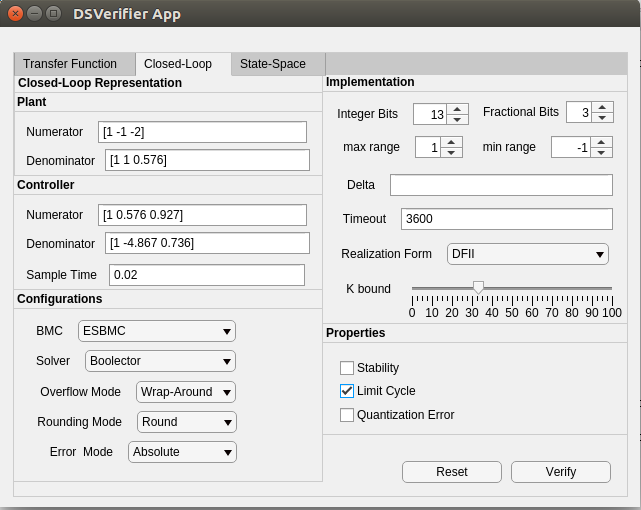 DSVerifier App
Transfer Function Closed-Loop State-Space
Closed-Loop Representation
Plant
Numerator [1 -1 -2]
Denominator [1 1 0.576]
Controller
Numerator [1 0.576 0.927]
Denominator [1 -4.867 0.736]
Sample Time 0.02
Configurations
BMC ESBMC
Solver Boolector
Overflow Mode Wrap-Around
Rounding Mode Round
Error Mode Absolute
Implementation
Integer Bits 13 Fractional Bits 3
max range 1 min range -1
Delta
Timeout 3600
Realization Form DFII
K bound
0 10 20 30 40 50 60 70 80 90 100
Properties
Stability
Limit Cycle
Quantization Error
Reset Verify